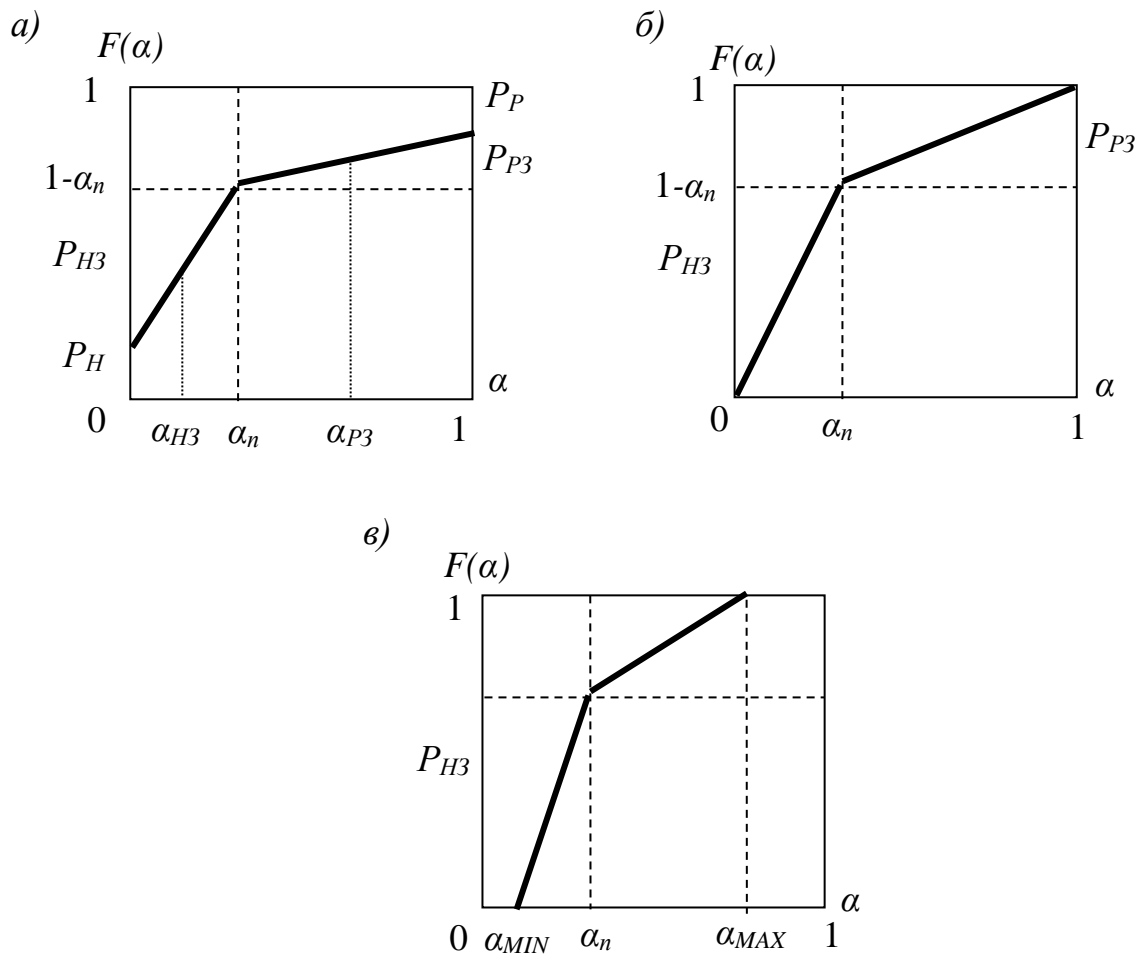 а)
F(α)
1
P_P
P_РЗ
1-α_n
P_НЗ
P_Н
α
0
α_НЗ
α_n
α_РЗ
1
б)
F(α)
1
P_РЗ
1-α_n
P_НЗ
α
0
α_n
1
в)
F(α)
1
P_НЗ
α
0
α_MIN
α_n
α_MAX
1